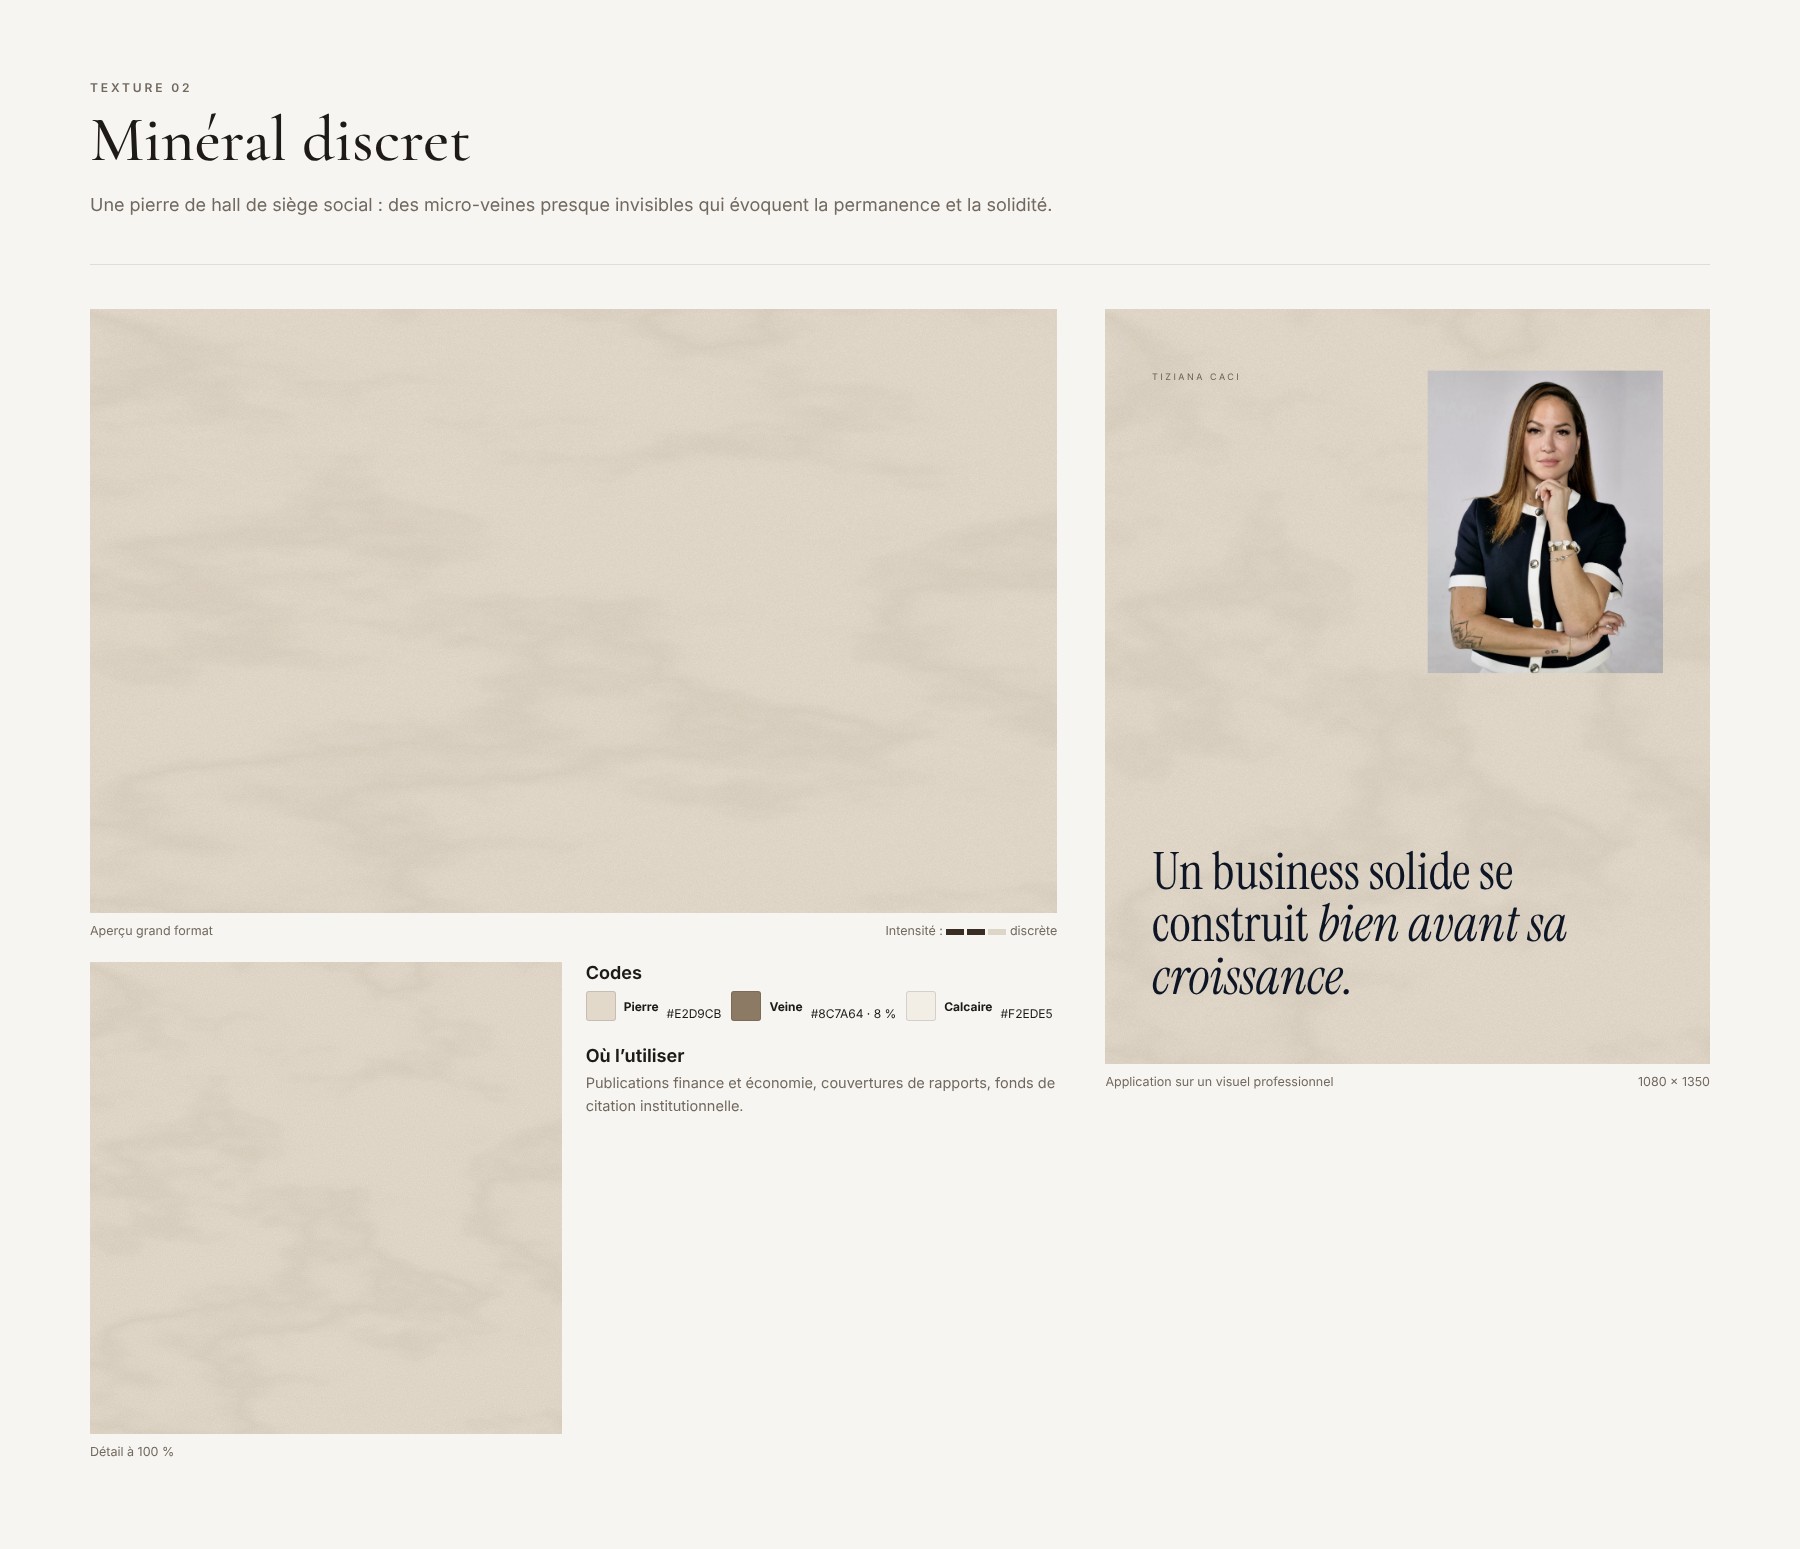 TEXTURE 02
Minéral discret
Une pierre de hall de siège social : des micro-veines presque invisibles qui évoquent la permanence et la solidité.
Aperçu grand format
Intensité : discrète
Codes
Pierre #E2D9CB Veine #8C7A64 · 8 % Calcaire #F2EDE5
Où l’utiliser
Publications finance et économie, couvertures de rapports, fonds de
citation institutionnelle.
Détail à 100 %
TIZIANA CACI
Un business solide se
construit bien avant sa
croissance.
Application sur un visuel professionnel
1080 × 1350